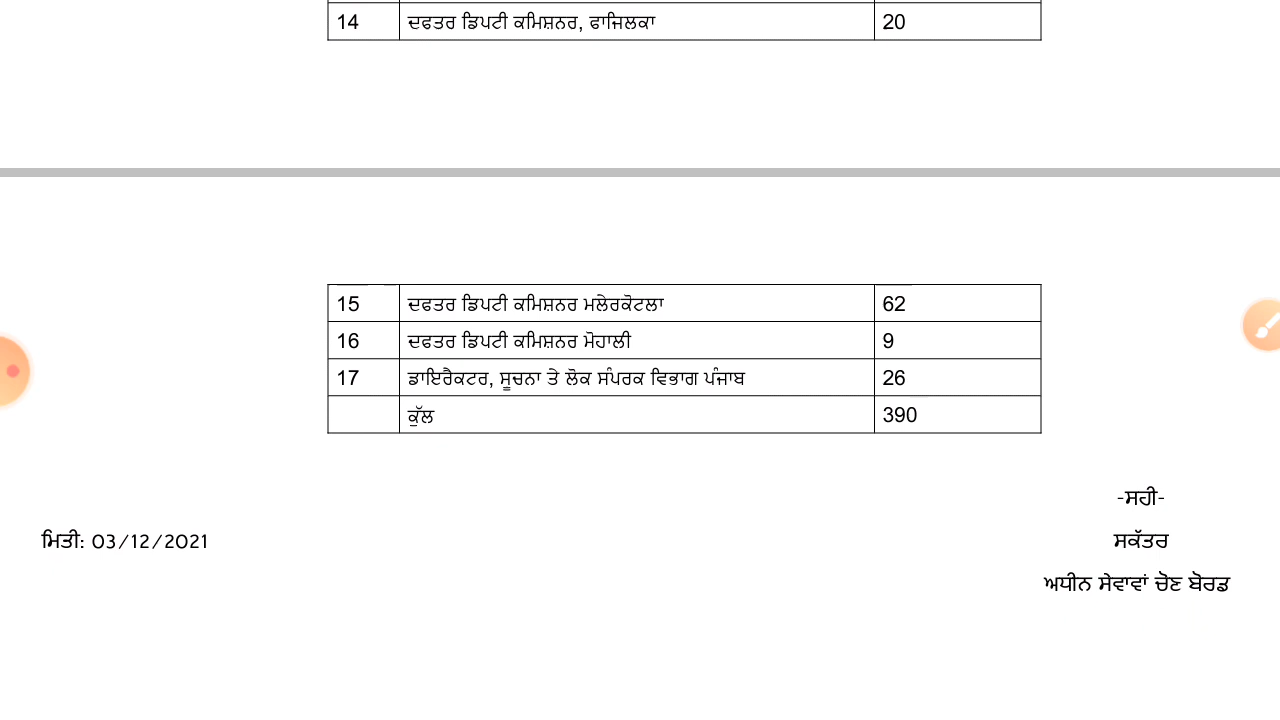 14 ਦਫਤਰ ਡਿਪਟੀ ਕਮਿਸ਼ਨਰ, ਫਾਜਿਲਕਾ 20
15 ਦਫਤਰ ਡਿਪਟੀ ਕਮਿਸ਼ਨਰ ਮਲੇਰਕੋਟਲਾ 62
16 ਦਫਤਰ ਡਿਪਟੀ ਕਮਿਸ਼ਨਰ ਮੋਹਾਲੀ 9
17 ਡਾਇਰੈਕਟਰ, ਸੂਚਨਾ ਤੇ ਲੋਕ ਸੰਪਰਕ ਵਿਭਾਗ ਪੰਜਾਬ 26
ਕੁੱਲ 390
-ਸਹੀ-
ਮਿਤੀ: 03/12/2021 ਸਕੱਤਰ
ਅਧੀਨ ਸੇਵਾਵਾਂ ਚੋਣ ਬੋਰਡ